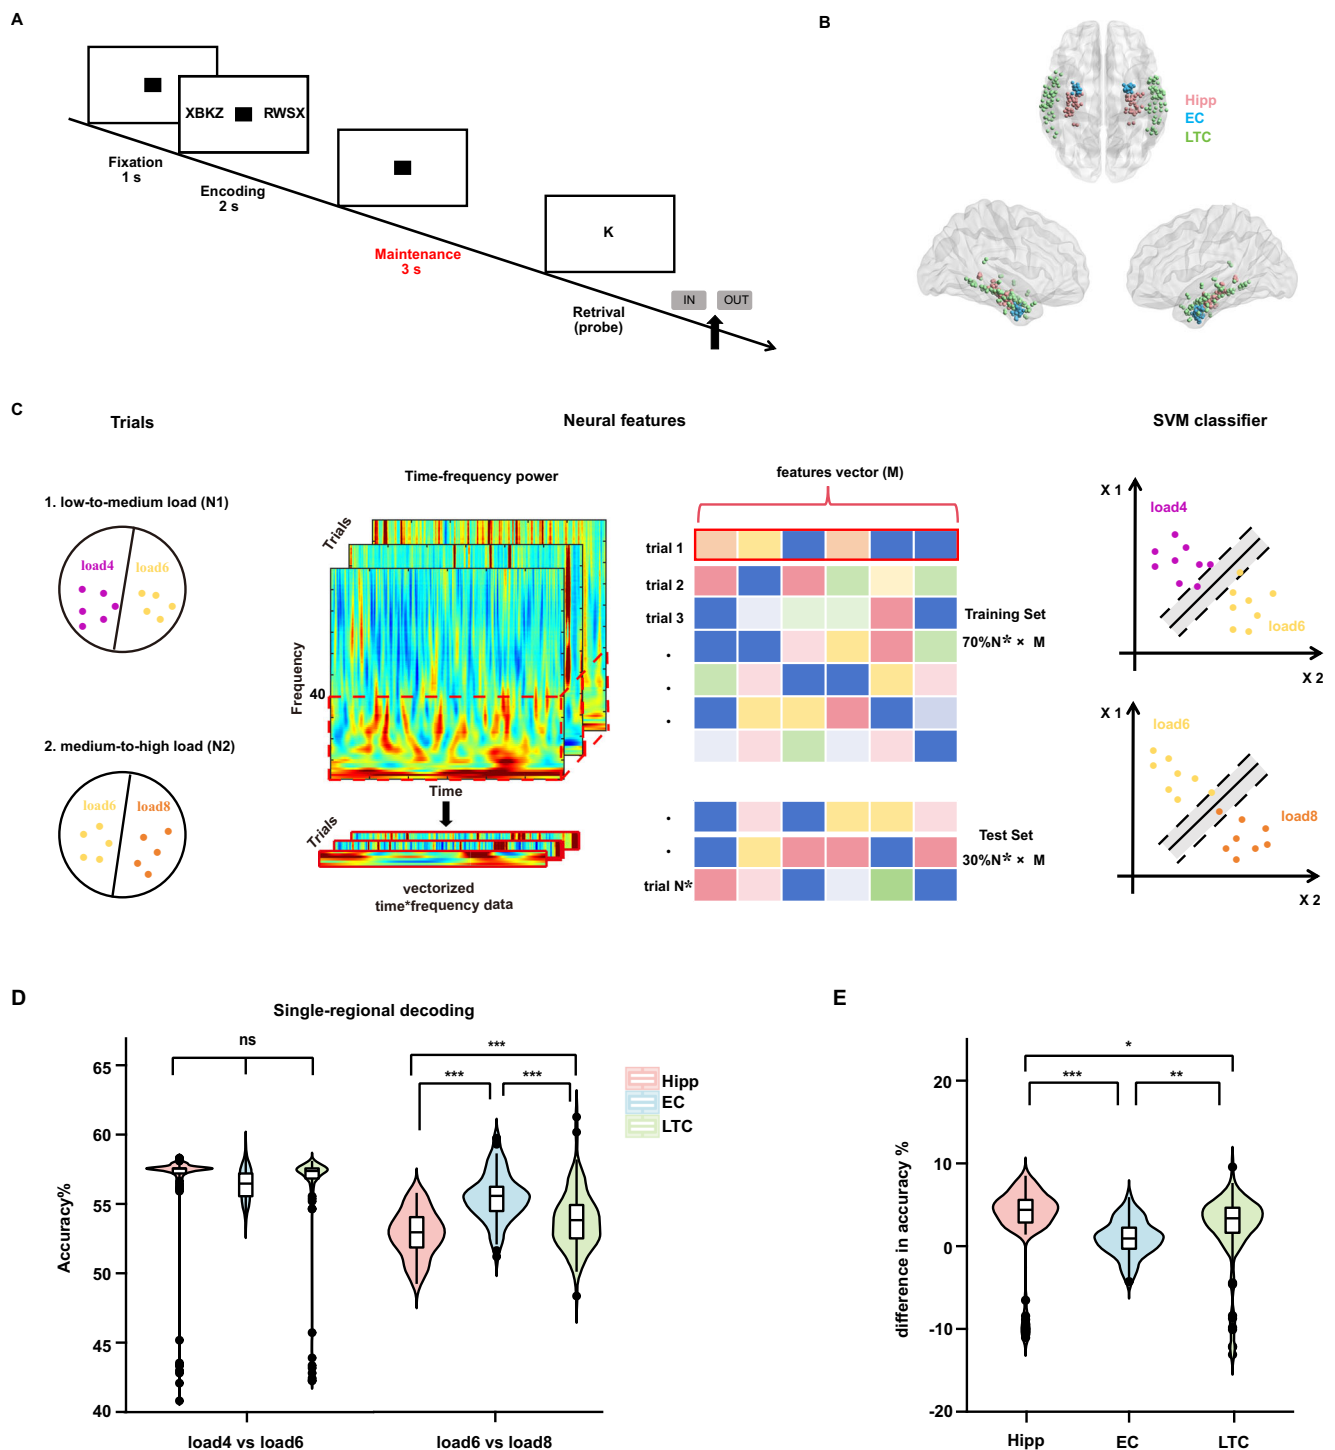 A
XBKZ
RWSX
Fixation
1 s
Encoding
2 s
Maintenance
3 s
K
IN
OUT
Retrival
(probe)
B
Hipp
EC
LTC
C
Trials
Neural features
SVM classifier
1. low-to-medium load (N1)
load4
load6
2. medium-to-high load (N2)
load6
load8
Time-frequency power
Trials
Frequency
40
Time
Trials
vectorized
time*frequency data
features vector (M)
trial 1
trial 2
trial 3
.
.
.
Training Set
70%N* × M
.
.
trial N*
Test Set
30%N* × M
X 1
load4
load6
X 2
X 1
load6
load8
X 2
D
Single-regional decoding
Accuracy%
65
60
55
50
45
40
ns
***
***
***
Hipp
EC
LTC
load4 vs load6
load6 vs load8
E
difference in accuracy %
20
10
0
-10
-20
*
***
**
Hipp
EC
LTC